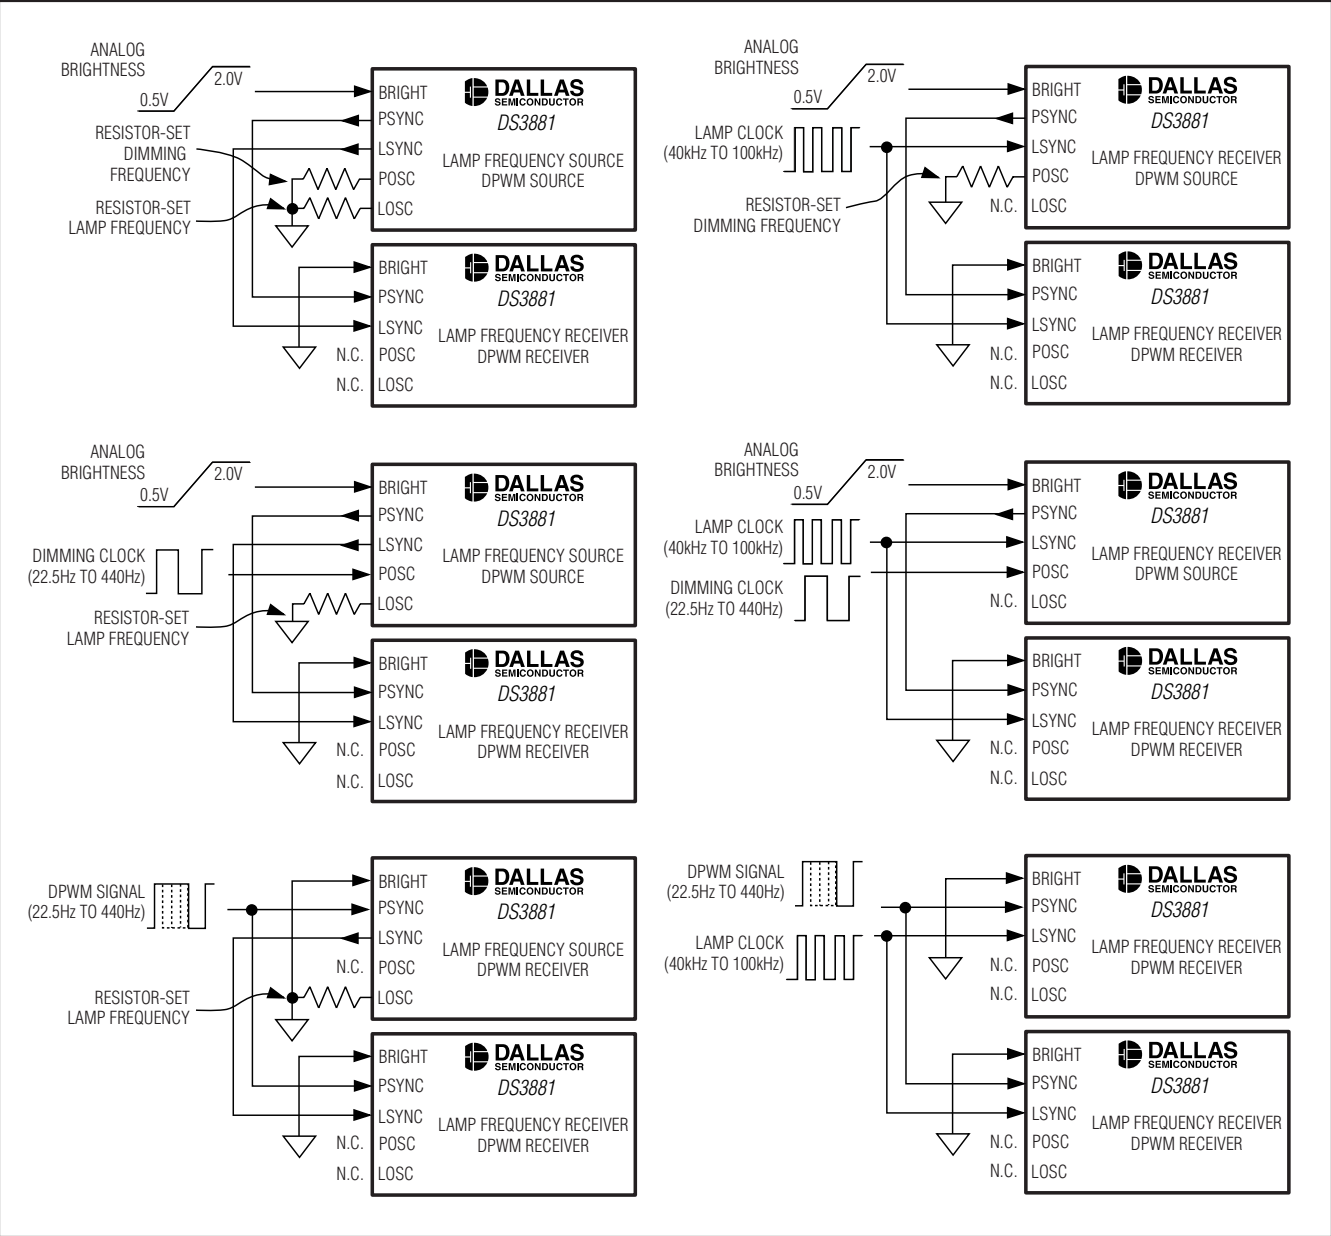 ANALOG
BRIGHTNESS
2.0V
0.5V
RESISTOR-SET
DIMMING
FREQUENCY
RESISTOR-SET
LAMP FREQUENCY
BRIGHT
PSYNC
LSYNC
POSC
LOSC
DALLAS
SEMICONDUCTOR
DS3881
LAMP FREQUENCY SOURCE
DPWM SOURCE
BRIGHT
PSYNC
LSYNC
N.C. POSC
N.C. LOSC
DALLAS
SEMICONDUCTOR
DS3881
LAMP FREQUENCY RECEIVER
DPWM RECEIVER
ANALOG
BRIGHTNESS
2.0V
0.5V
LAMP CLOCK
(40kHz TO 100kHz)
RESISTOR-SET
DIMMING FREQUENCY
BRIGHT
PSYNC
LSYNC
POSC
N.C. LOSC
DALLAS
SEMICONDUCTOR
DS3881
LAMP FREQUENCY RECEIVER
DPWM SOURCE
BRIGHT
PSYNC
LSYNC
N.C. POSC
N.C. LOSC
DALLAS
SEMICONDUCTOR
DS3881
LAMP FREQUENCY RECEIVER
DPWM RECEIVER
ANALOG
BRIGHTNESS
2.0V
0.5V
DIMMING CLOCK
(22.5Hz TO 440Hz)
RESISTOR-SET
LAMP FREQUENCY
BRIGHT
PSYNC
LSYNC
POSC
LOSC
DALLAS
SEMICONDUCTOR
DS3881
LAMP FREQUENCY SOURCE
DPWM SOURCE
BRIGHT
PSYNC
LSYNC
N.C. POSC
N.C. LOSC
DALLAS
SEMICONDUCTOR
DS3881
LAMP FREQUENCY RECEIVER
DPWM RECEIVER
ANALOG
BRIGHTNESS
2.0V
0.5V
LAMP CLOCK
(40kHz TO 100kHz)
DIMMING CLOCK
(22.5Hz TO 440Hz)
BRIGHT
PSYNC
LSYNC
POSC
N.C. LOSC
DALLAS
SEMICONDUCTOR
DS3881
LAMP FREQUENCY RECEIVER
DPWM SOURCE
BRIGHT
PSYNC
LSYNC
N.C. POSC
N.C. LOSC
DALLAS
SEMICONDUCTOR
DS3881
LAMP FREQUENCY RECEIVER
DPWM RECEIVER
DPWM SIGNAL
(22.5Hz TO 440Hz)
RESISTOR-SET
LAMP FREQUENCY
BRIGHT
PSYNC
LSYNC
N.C. POSC
LOSC
DALLAS
SEMICONDUCTOR
DS3881
LAMP FREQUENCY SOURCE
DPWM RECEIVER
BRIGHT
PSYNC
LSYNC
N.C. POSC
N.C. LOSC
DALLAS
SEMICONDUCTOR
DS3881
LAMP FREQUENCY RECEIVER
DPWM RECEIVER
DPWM SIGNAL
(22.5Hz TO 440Hz)
LAMP CLOCK
(40kHz TO 100kHz)
BRIGHT
PSYNC
LSYNC
N.C. POSC
N.C. LOSC
DALLAS
SEMICONDUCTOR
DS3881
LAMP FREQUENCY RECEIVER
DPWM RECEIVER
BRIGHT
PSYNC
LSYNC
N.C. POSC
N.C. LOSC
DALLAS
SEMICONDUCTOR
DS3881
LAMP FREQUENCY RECEIVER
DPWM RECEIVER